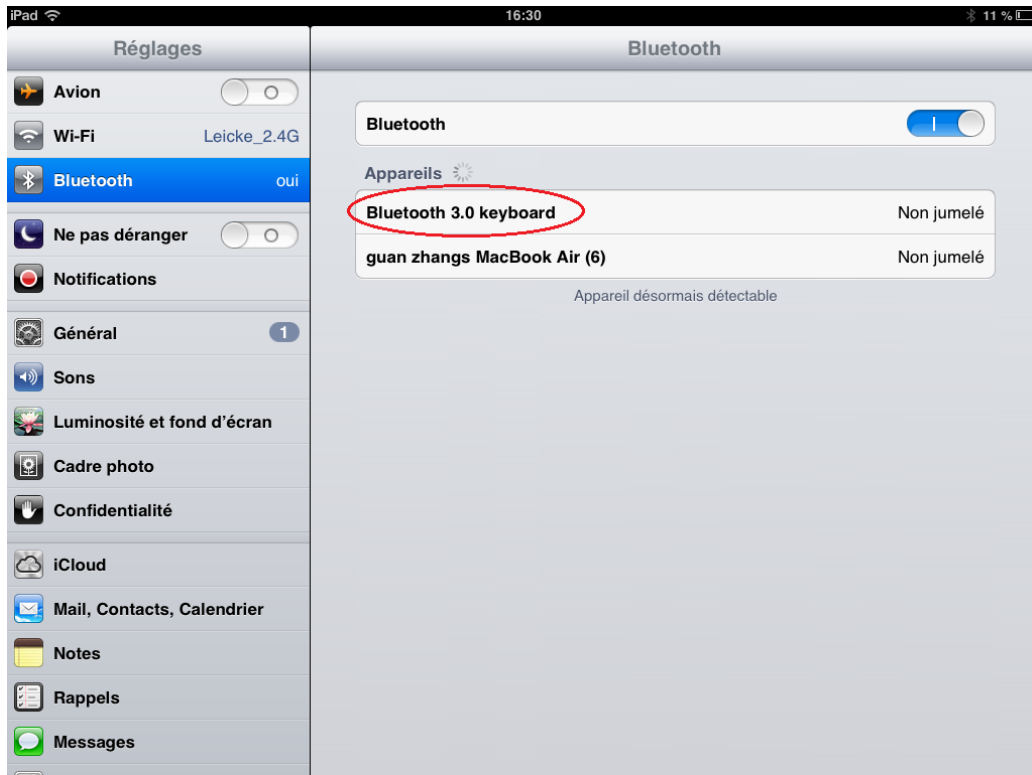 iPad 16:30 11 %
Réglages
Avion
Wi-Fi Leicke_2.4G
Bluetooth oui
Ne pas déranger
Notifications
Général 1
Sons
Luminosité et fond d'écran
Cadre photo
Confidentialité
iCloud
Mail, Contacts, Calendrier
Notes
Rappels
Messages
Bluetooth
Bluetooth
Appareils
Bluetooth 3.0 keyboard Non jumelé
guan zhangs MacBook Air (6) Non jumelé
Appareil désormais détectable